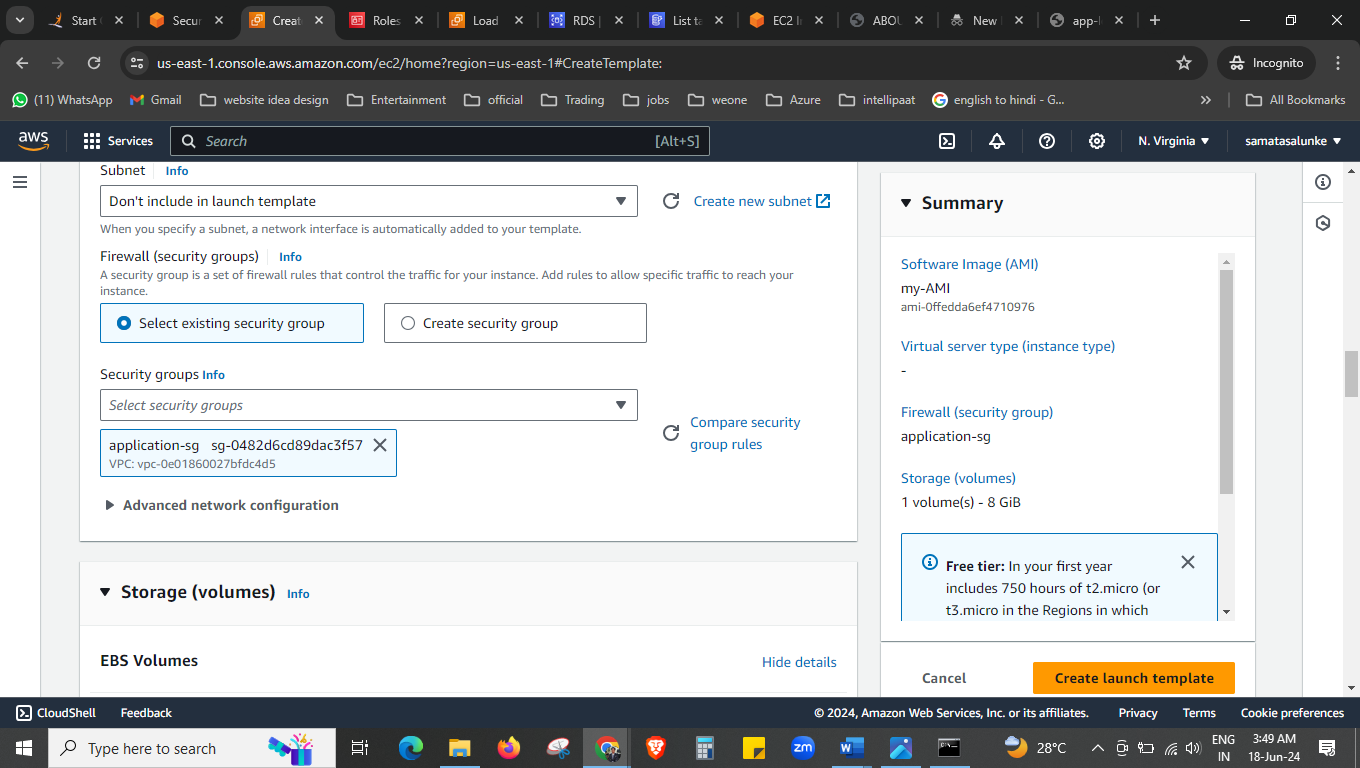 Start
Secur
Creat
Roles
Load
RDS |
List ta
EC2 I
ABOU
New
app-
us-east-1.console.aws.amazon.com/ec2/home?region=us-east-1#CreateTemplate:
Incognito
(11) WhatsApp
Gmail
website idea design
Entertainment
official
Trading
jobs
weone
Azure
intellipaat
english to hindi - G...
All Bookmarks
aws
Services
Search
[Alt+S]
N. Virginia
samatasalunke
Subnet Info
Don't include in launch template
Create new subnet
When you specify a subnet, a network interface is automatically added to your template.
Firewall (security groups) Info
A security group is a set of firewall rules that control the traffic for your instance. Add rules to allow specific traffic to reach your
instance.
Select existing security group
Create security group
Security groups Info
Select security groups
Compare security
group rules
application-sg sg-0482d6cd89dac3f57
VPC: vpc-0e01860027bfdc4d5
Advanced network configuration
Storage (volumes) Info
EBS Volumes
Hide details
Summary
Software Image (AMI)
my-AMI
ami-0ffedda6ef4710976
Virtual server type (instance type)
-
Firewall (security group)
application-sg
Storage (volumes)
1 volume(s) - 8 GiB
Free tier: In your first year
includes 750 hours of t2.micro (or
t3.micro in the Regions in which
Cancel
Create launch template
CloudShell
Feedback
© 2024, Amazon Web Services, Inc. or its affiliates.
Privacy
Terms
Cookie preferences
Type here to search
zm
28°C
ENG
IN
3:49 AM
18-Jun-24